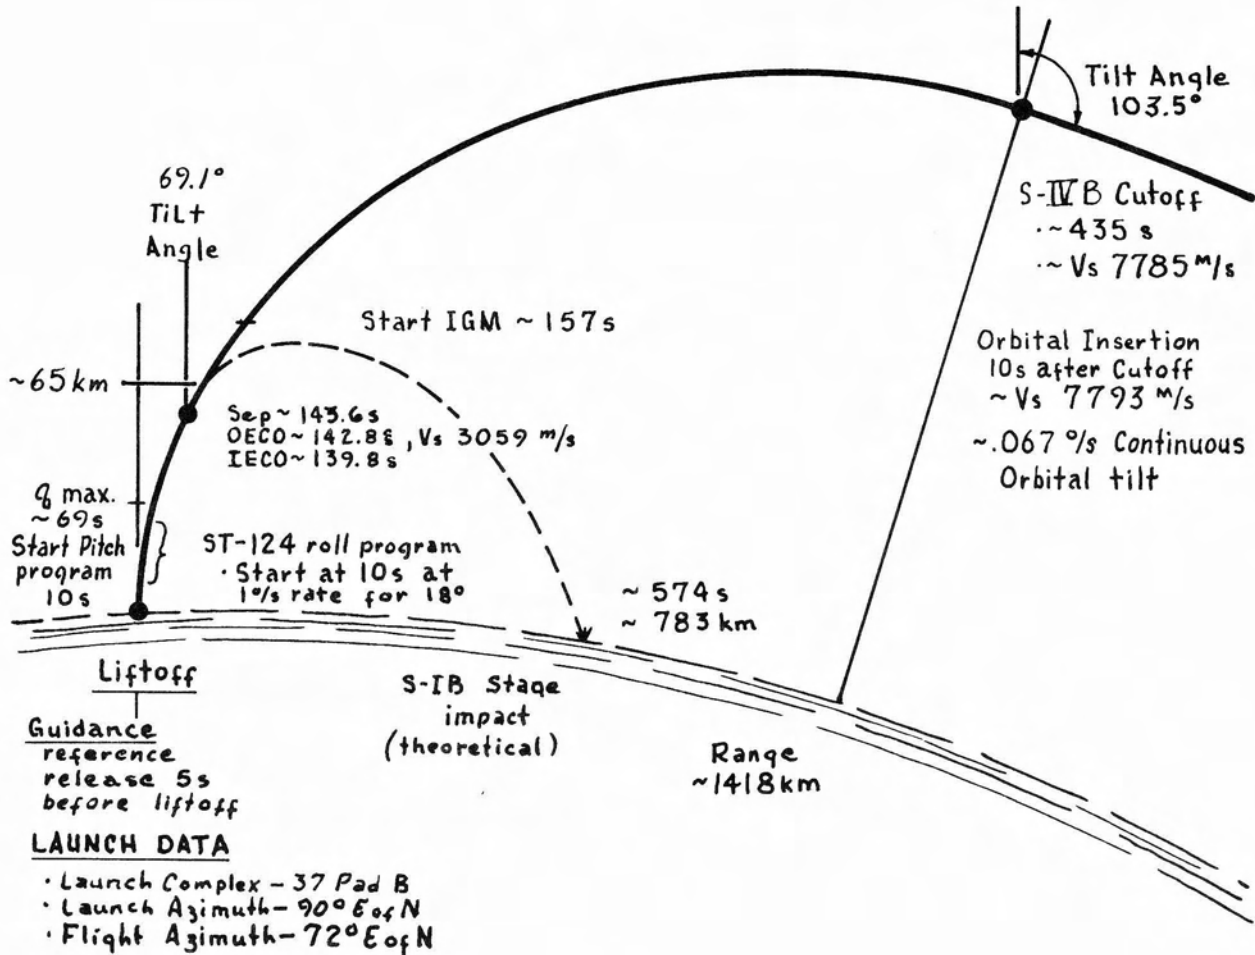 Tilt Angle
103.5°
69.1°
TiLt
Angle
S-IVB Cutoff
·~435 s
·~ Vs 7785 m/s
Start IGM ~157s
Orbital Insertion
10s after Cutoff
~ Vs 7793 m/s
~.067 °/s Continuous
Orbital tilt
~65km
Sep~ 143.6s
OECO~142.8s, Vs 3059 m/s
IECO~139.8s
q max.
~69s
Start Pitch
program
10s
ST-124 roll program
· Start at 10s at
1°/s rate for 18°
~ 574s
~ 783 km
Liftoff
S-IB Stage
impact
(theoretical)
Guidance
reference
release 5s
before liftoff
Range
~1418km
LAUNCH DATA
· Launch Complex - 37 Pad B
· Launch Azimuth - 90° E of N
· Flight Azimuth - 72° E of N